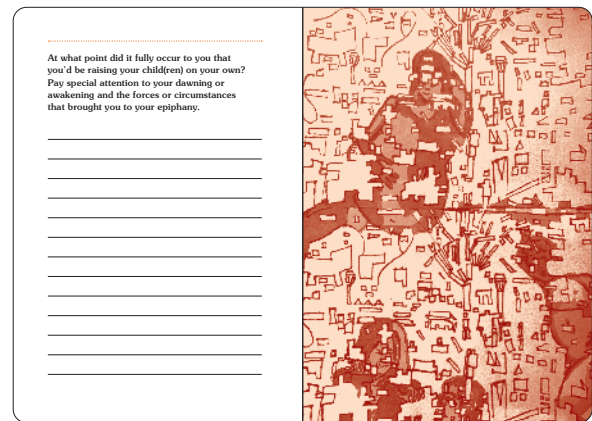 At what point did it fully occur to you that
you'd be raising your child(ren) on your own?
Pay special attention to your dawning or
awakening and the forces or circumstances
that brought you to your epiphany.